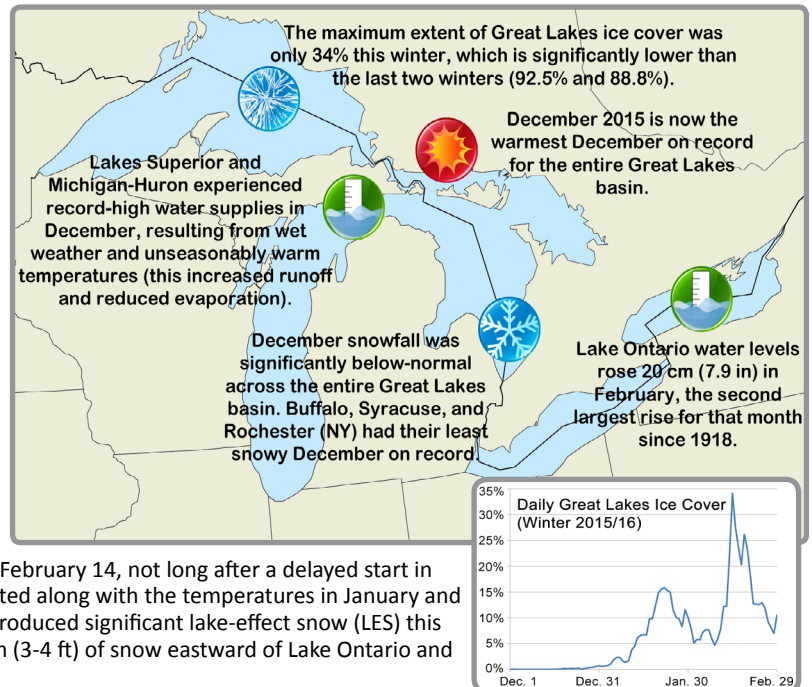 The maximum extent of Great Lakes ice cover was
only 34% this winter, which is significantly lower than
the last two winters (92.5% and 88.8%).
December 2015 is now the
warmest December on record
for the entire Great Lakes
basin.
Lakes Superior and
Michigan-Huron experienced
record-high water supplies in
December, resulting from wet
weather and unseasonably warm
temperatures (this increased runoff
and reduced evaporation).
December snowfall was
significantly below-normal
across the entire Great Lakes
basin. Buffalo, Syracuse, and
Rochester (NY) had their least
snowy December on record.
Lake Ontario water levels
rose 20 cm (7.9 in) in
February, the second
largest rise for that month
since 1918.
Daily Great Lakes Ice Cover
(Winter 2015/16)
35%
30%
25%
20%
15%
10%
5%
0%
Dec. 1 Dec. 31 Jan. 30 Feb. 29
February 14, not long after a delayed start in
ted along with the temperatures in January and
roduced significant lake-effect snow (LES) this
(3-4 ft) of snow eastward of Lake Ontario and